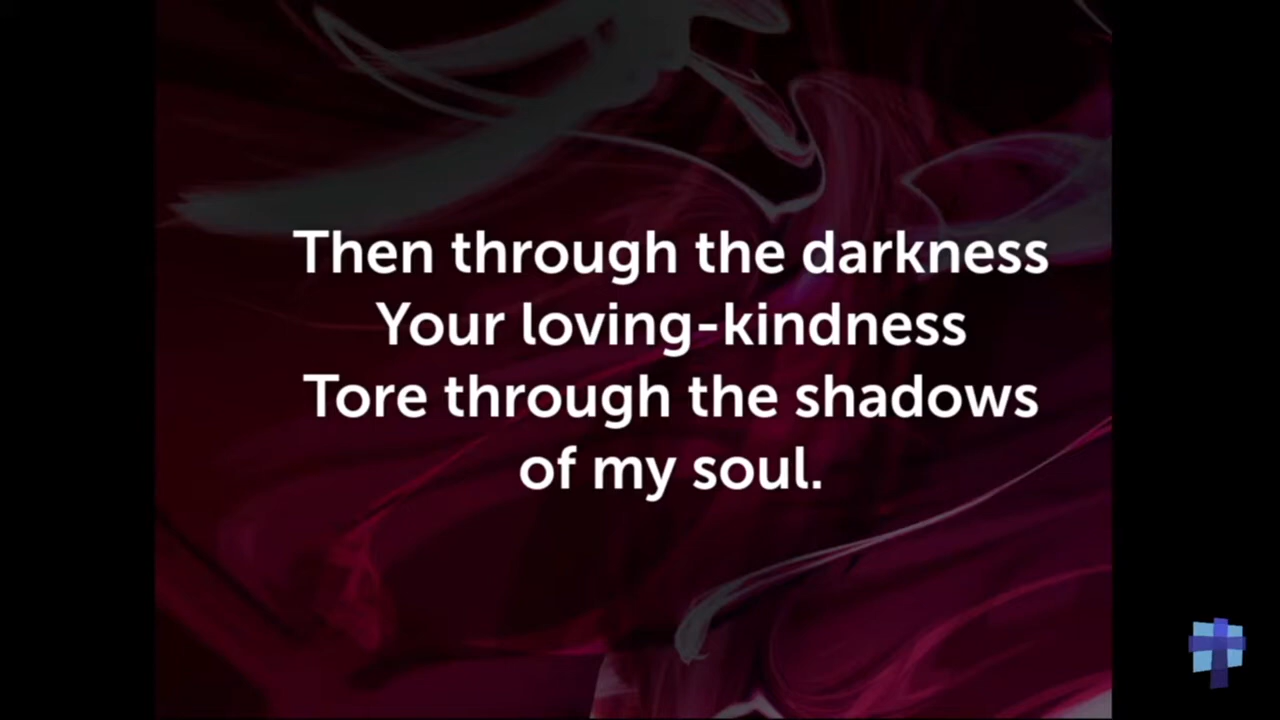 Then through the darkness
Your loving-kindness
Tore through the shadows
of my soul.